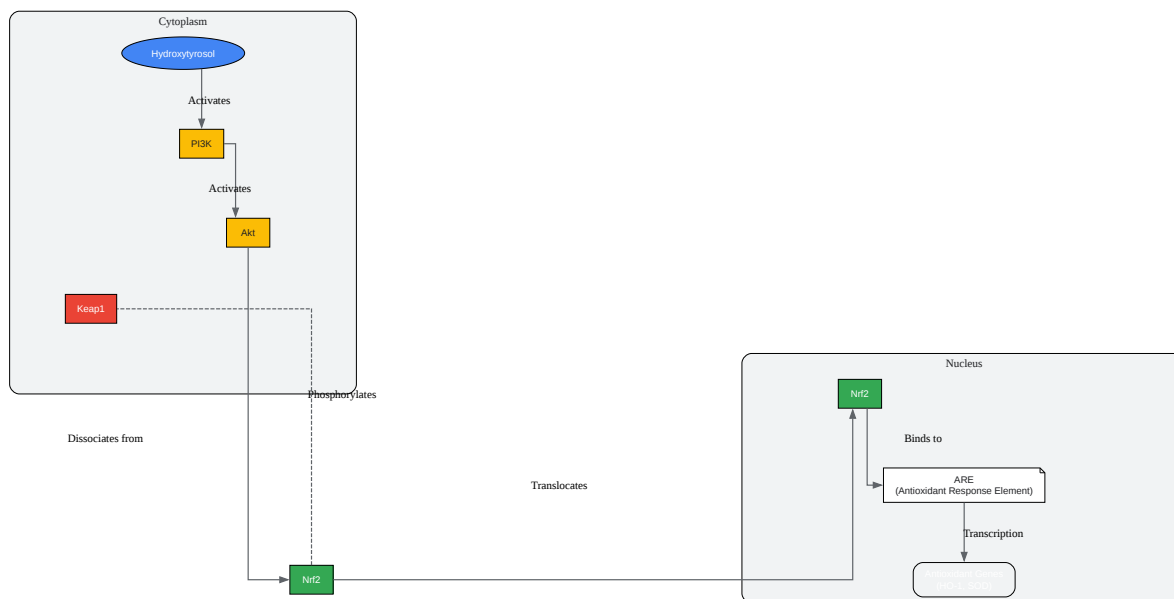 Cytoplasm
Hydroxytyrosol
Activates
PI3K
Activates
Akt
Keap1
Phosphorylates
Dissociates from
Translocates
Nrf2
Nucleus
Nrf2
Binds to
ARE
(Antioxidant Response Element)
Transcription